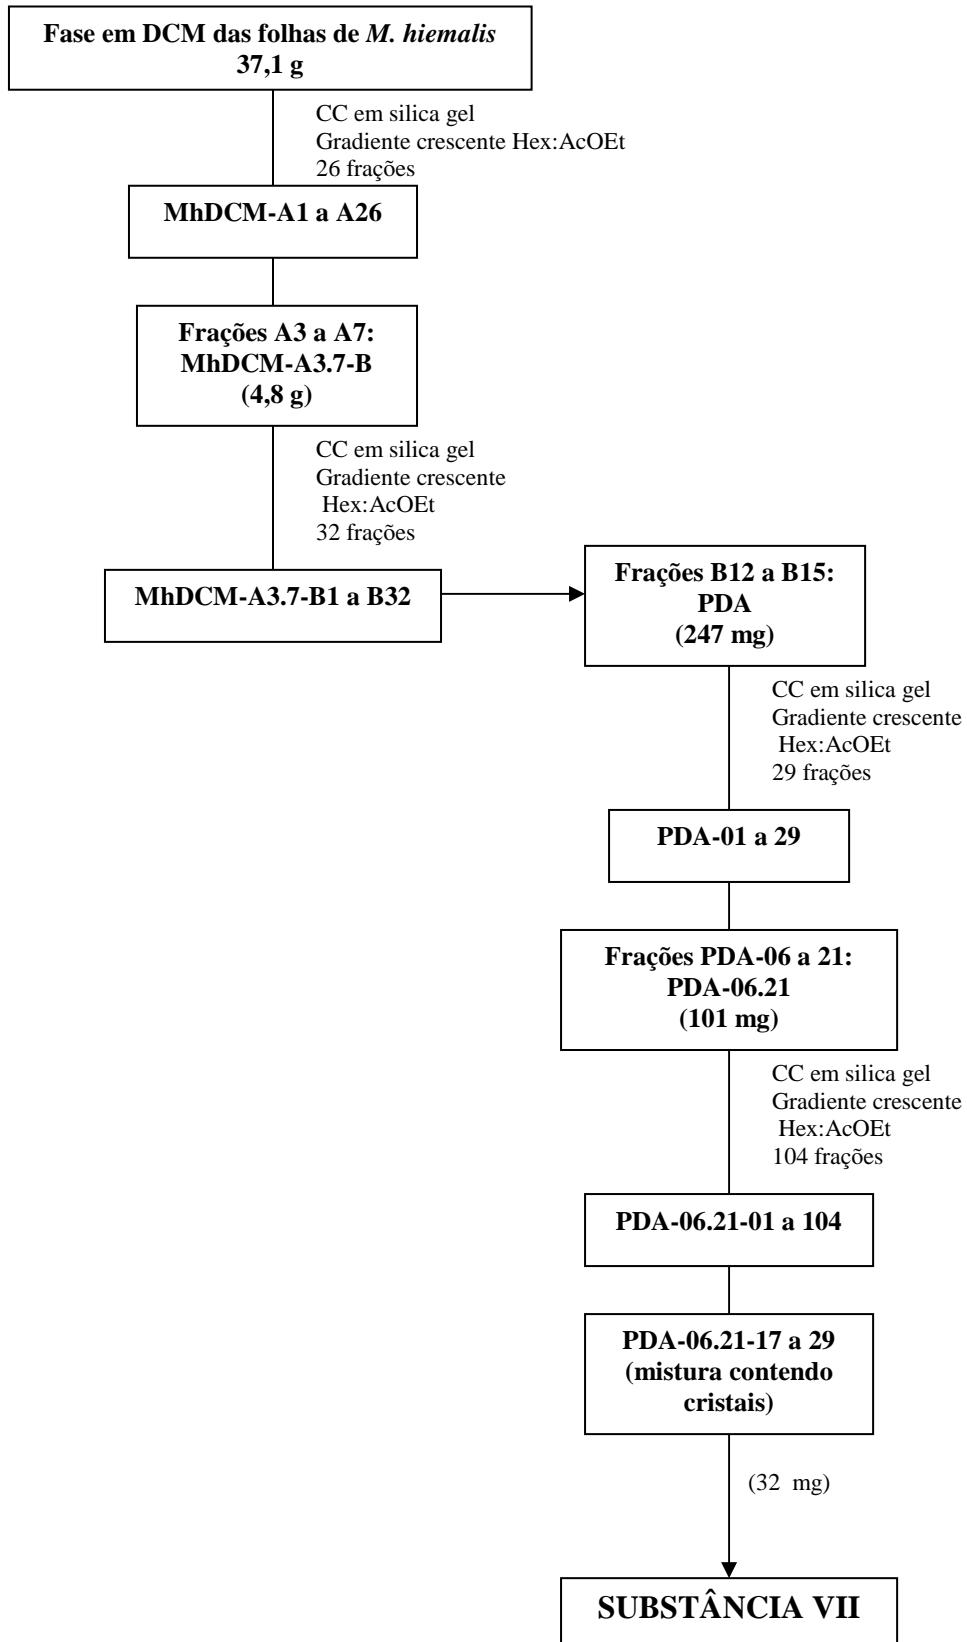 Fase em DCM das folhas de M. hiemalis
37,1 g
CC em silica gel
Gradiente crescente Hex:AcOEt
26 frações
MhDCM-A1 a A26
Frações A3 a A7:
MhDCM-A3.7-B
(4,8 g)
CC em silica gel
Gradiente crescente
Hex:AcOEt
32 frações
MhDCM-A3.7-B1 a B32
Frações B12 a B15:
PDA
(247 mg)
CC em silica gel
Gradiente crescente
Hex:AcOEt
29 frações
PDA-01 a 29
Frações PDA-06 a 21:
PDA-06.21
(101 mg)
CC em silica gel
Gradiente crescente
Hex:AcOEt
104 frações
PDA-06.21-01 a 104
PDA-06.21-17 a 29
(mistura contendo
cristais)
(32 mg)
SUBSTÂNCIA VII